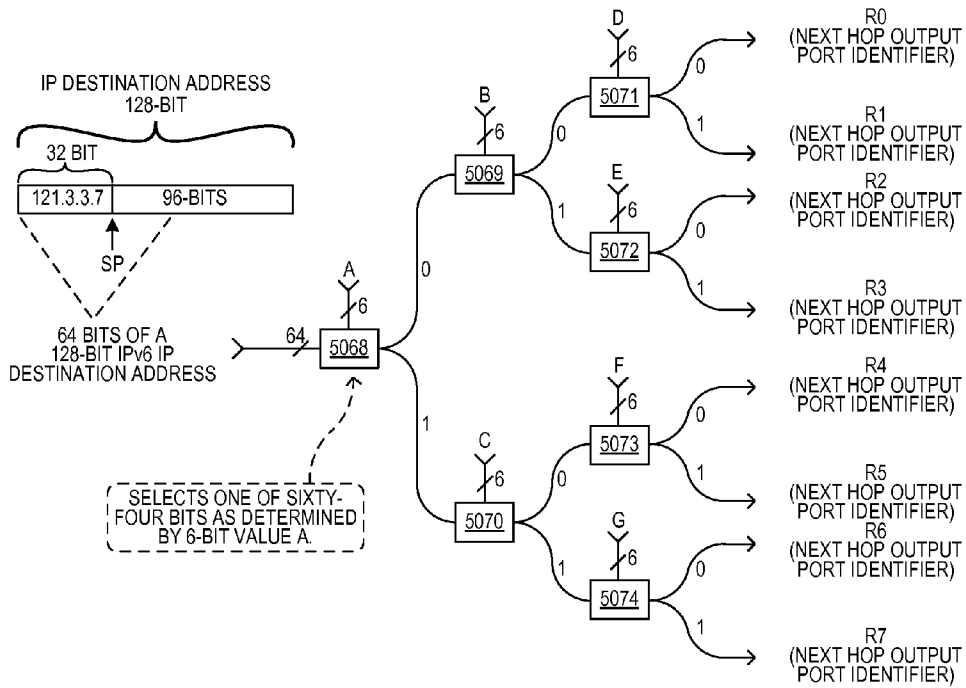 IP DESTINATION ADDRESS
128-BIT
32 BIT
121.3.3.7
96-BITS
SP
64 BITS OF A
128-BIT IPv6 IP
DESTINATION ADDRESS
64
A
6
5068
SELECTS ONE OF SIXTY-
FOUR BITS AS DETERMINED
BY 6-BIT VALUE A.
0
1
B
6
5069
0
1
C
6
5070
0
1
D
6
5071
0
1
E
6
5072
0
1
F
6
5073
0
1
G
6
5074
0
1
R0
(NEXT HOP OUTPUT
PORT IDENTIFIER)
R1
(NEXT HOP OUTPUT
PORT IDENTIFIER)
R2
(NEXT HOP OUTPUT
PORT IDENTIFIER)
R3
(NEXT HOP OUTPUT
PORT IDENTIFIER)
R4
(NEXT HOP OUTPUT
PORT IDENTIFIER)
R5
(NEXT HOP OUTPUT
PORT IDENTIFIER)
R6
(NEXT HOP OUTPUT
PORT IDENTIFIER)
R7
(NEXT HOP OUTPUT
PORT IDENTIFIER)